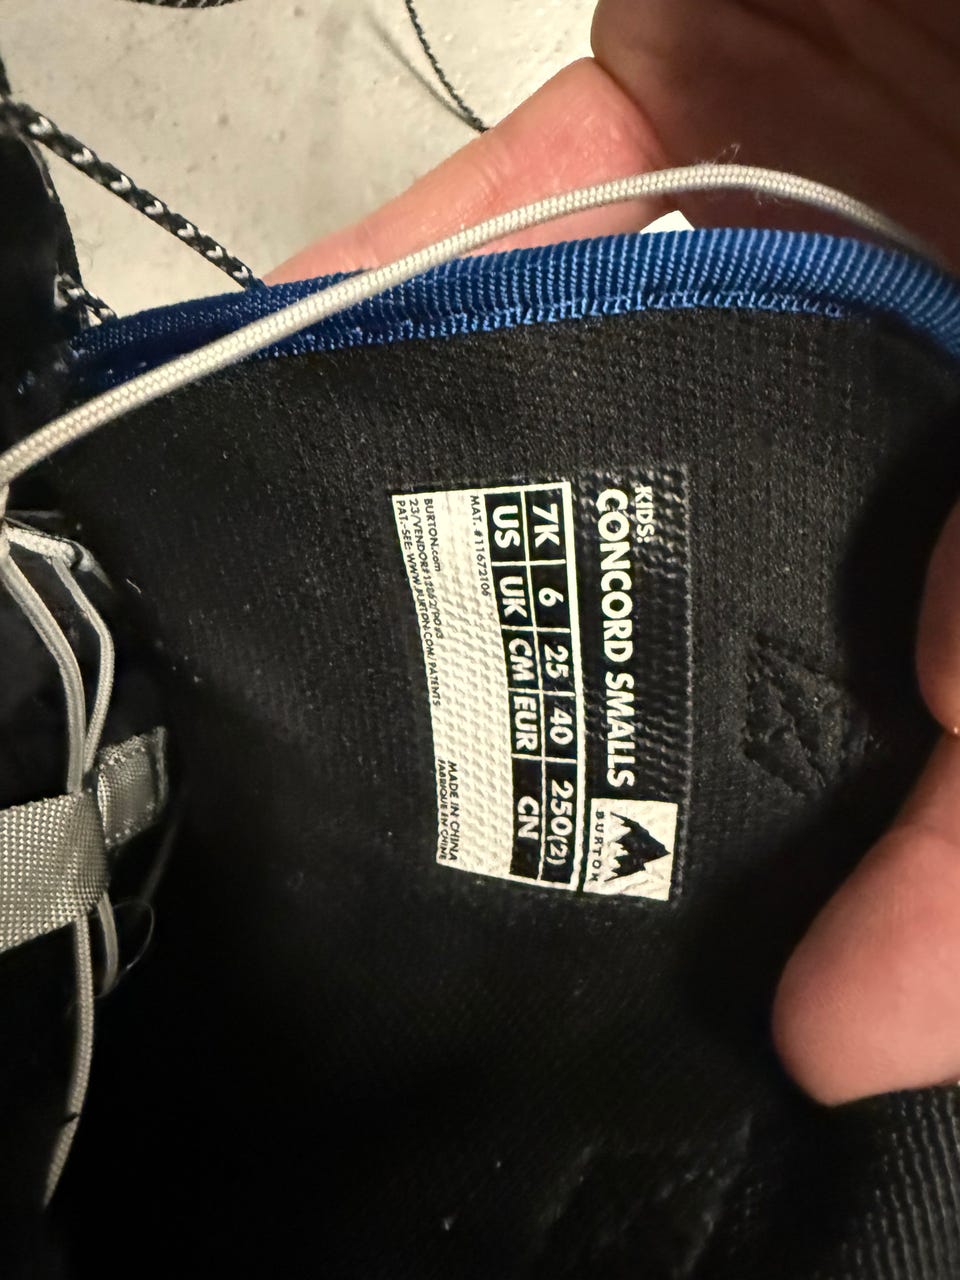 KIDS:
CONCORD SMALLS
BURTON
7K 6 25 40 250(2)
US UK CM EUR CN
MAT. #11672106
MADE IN CHINA
FABRIQUÉ EN CHINE
BURTON.com
PAT.-SEE: WWW.BURTON.COM/PATENTS